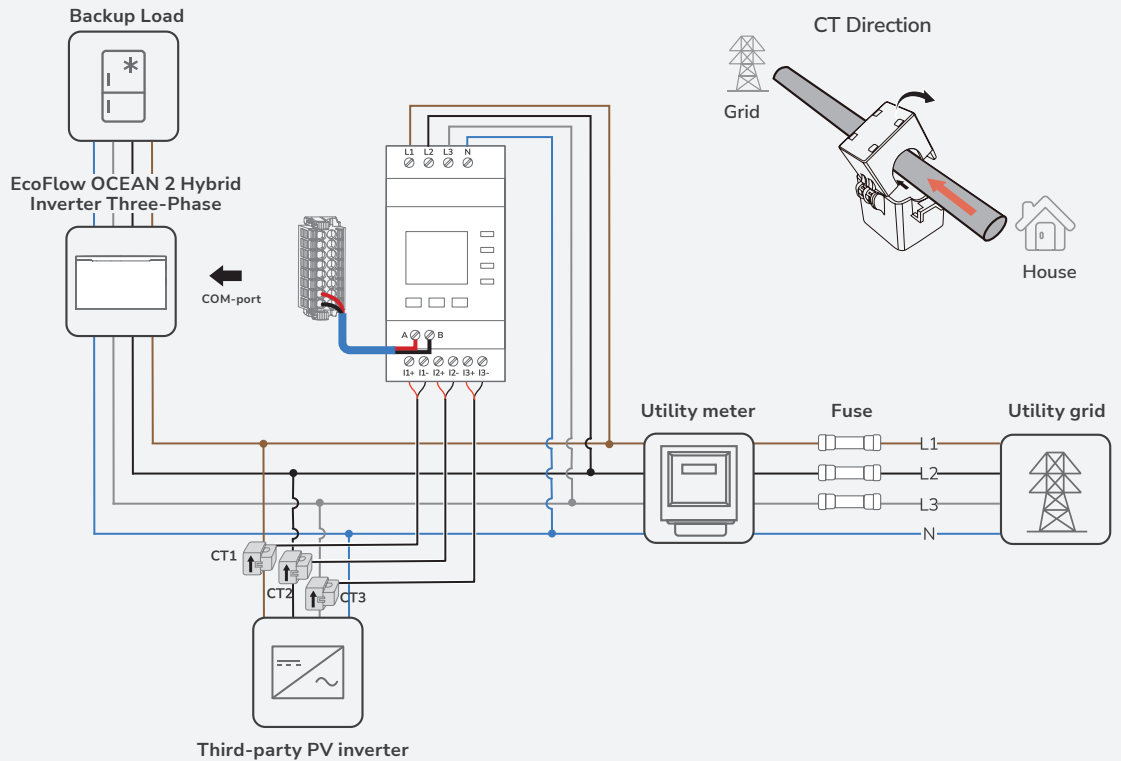 Backup Load
CT Direction
Grid
L1 L2 L3 N
EcoFlow OCEAN 2 Hybrid
Inverter Three-Phase
House
COM-port
A B
I1+ I1- I2+ I2- I3+ I3-
Utility meter
Fuse
Utility grid
L1
L2
L3
N
CT1
CT2
CT3
Third-party PV inverter